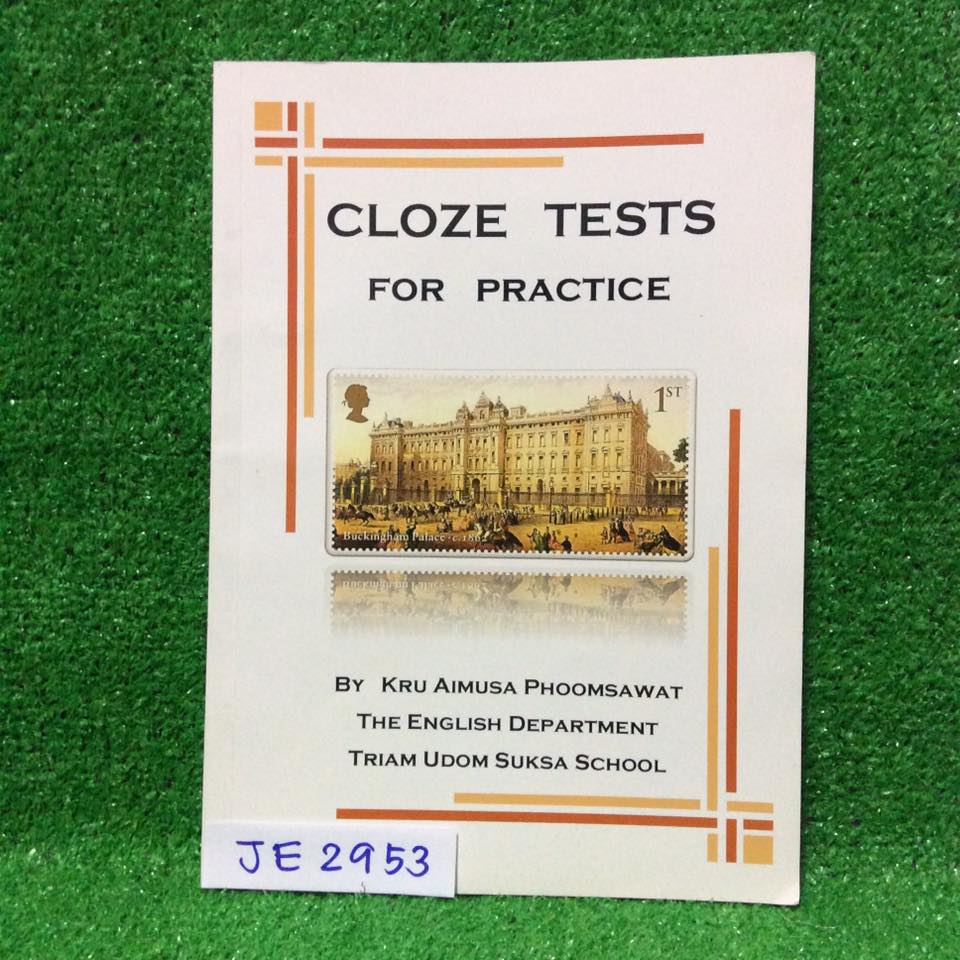 CLOZE TESTS
FOR PRACTICE
1ST
Buckingham Palace · c.1862
BY KRU AIMUSA PHOOMSAWAT
THE ENGLISH DEPARTMENT
TRIAM UDOM SUKSA SCHOOL
JE 2953